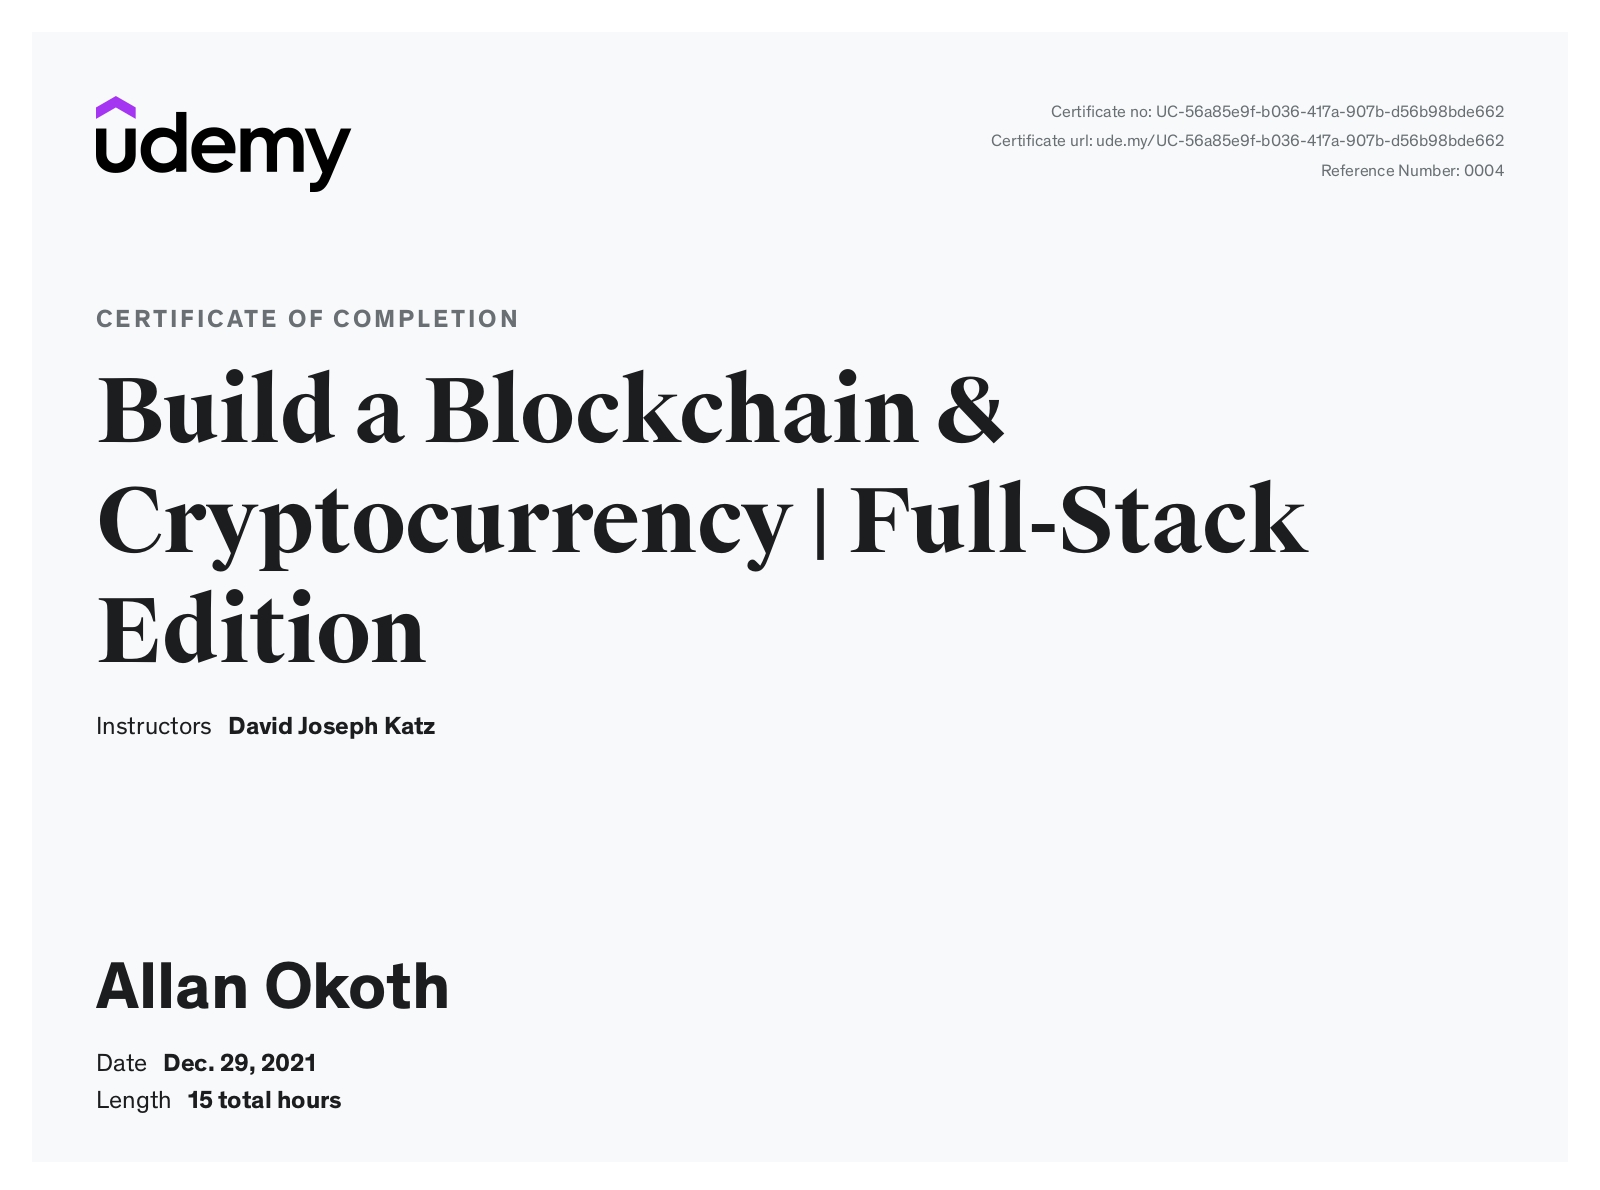 udemy
Certificate no: UC-56a85e9f-b036-417a-907b-d56b98bde662
Certificate url: ude.my/UC-56a85e9f-b036-417a-907b-d56b98bde662
Reference Number: 0004
CERTIFICATE OF COMPLETION
Build a Blockchain &
Cryptocurrency | Full-Stack
Edition
Instructors David Joseph Katz
Allan Okoth
Date Dec. 29, 2021
Length 15 total hours